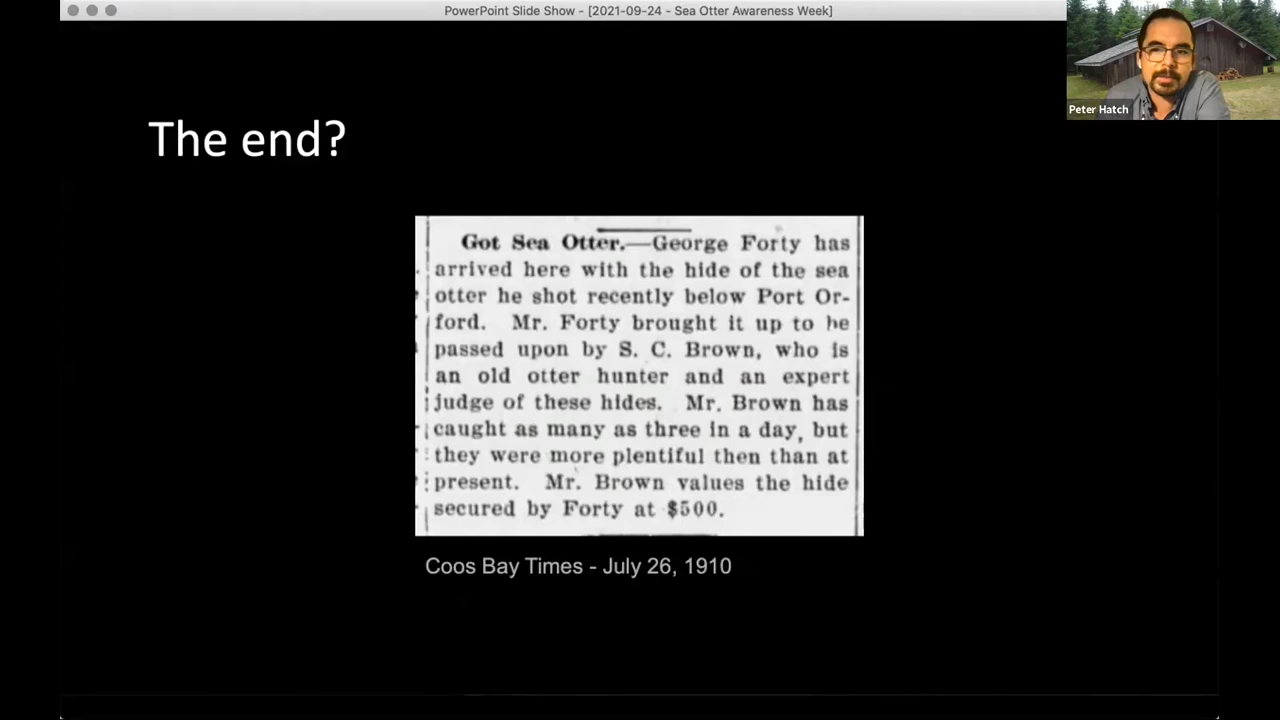 PowerPoint Slide Show - [2021-09-24 - Sea Otter Awareness Week]
Peter Hatch
The end?
Got Sea Otter.—George Forty has
arrived here with the hide of the sea
otter he shot recently below Port Or-
ford. Mr. Forty brought it up to be
passed upon by S. C. Brown, who is
an old otter hunter and an expert
judge of these hides. Mr. Brown has
caught as many as three in a day, but
they were more plentiful then than at
present. Mr. Brown values the hide
secured by Forty at $500.
Coos Bay Times - July 26, 1910